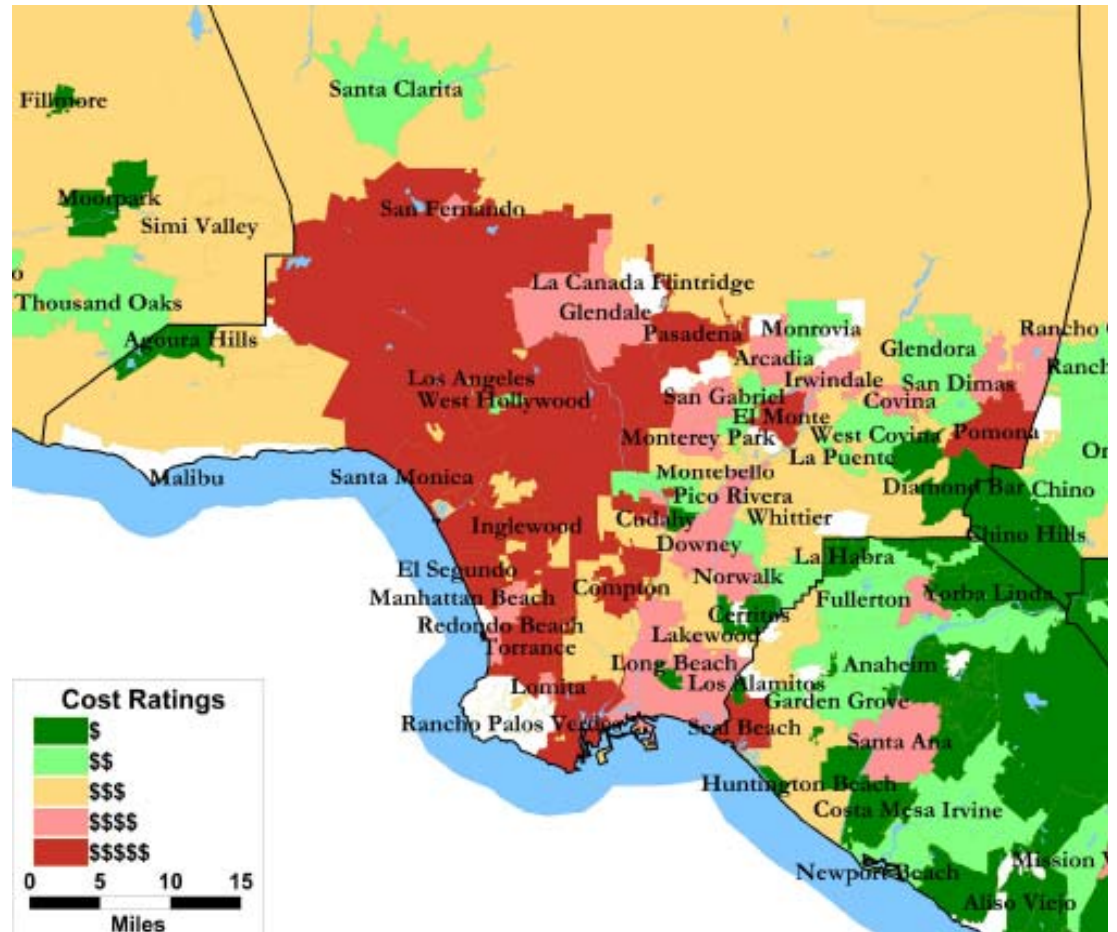 Santa Clarita
Fillmore
Moorpark
San Fernando
Simi Valley
o
La Canada Flintridge
Thousand Oaks
Glendale
Rancho C
Agoura Hills
Pasadena
Monrovia
Glendora
Arcadia
Ranch
Los Angeles
Irwindale
San Dimas
West Hollywood
San Gabriel
Covina
El Monte
Monterey Park
West Covina
Pomona
La Puente
Or
Montebello
Malibu
Santa Monica
Diamond Bar
Chino
Pico Rivera
Inglewood
Cudahy
Whittier
Chino Hills
Downey
La Habra
El Segundo
Norwalk
Compton
Yorba Linda
Manhattan Beach
Fullerton
Cerritos
Redondo Beach
Lakewood
Torrance
Long Beach
Anaheim
Lomita
Los Alamitos
Garden Grove
Rancho Palos Verdes
Seal Beach
Santa Ana
Huntington Beach
Costa Mesa
Irvine
Mission V
Newport Beach
Aliso Viejo
Cost Ratings
$
$$
$$$
$$$$
$$$$$
0 5 10 15
Miles